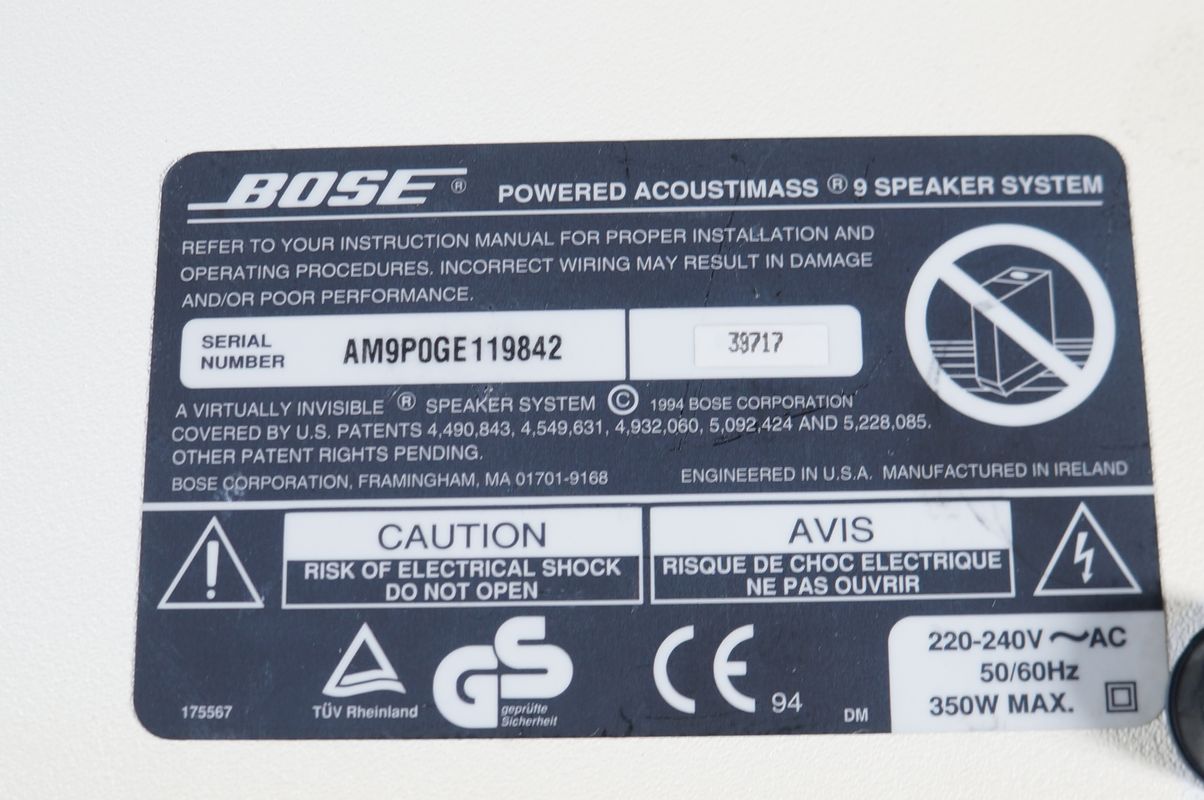 BOSE ® POWERED ACOUSTIMASS ® 9 SPEAKER SYSTEM
REFER TO YOUR INSTRUCTION MANUAL FOR PROPER INSTALLATION AND
OPERATING PROCEDURES. INCORRECT WIRING MAY RESULT IN DAMAGE
AND/OR POOR PERFORMANCE.
SERIAL
NUMBER
AM9P0GE119842
39717
A VIRTUALLY INVISIBLE ® SPEAKER SYSTEM © 1994 BOSE CORPORATION
COVERED BY U.S. PATENTS 4,490,843, 4,549,631, 4,932,060, 5,092,424 AND 5,228,085.
OTHER PATENT RIGHTS PENDING.
BOSE CORPORATION, FRAMINGHAM, MA 01701-9168 ENGINEERED IN U.S.A. MANUFACTURED IN IRELAND
CAUTION
RISK OF ELECTRICAL SHOCK
DO NOT OPEN
AVIS
RISQUE DE CHOC ELECTRIQUE
NE PAS OUVRIR
175567
TÜV Rheinland
GS
geprüfte
Sicherheit
CE 94
DM
220-240V ~ AC
50/60Hz
350W MAX.